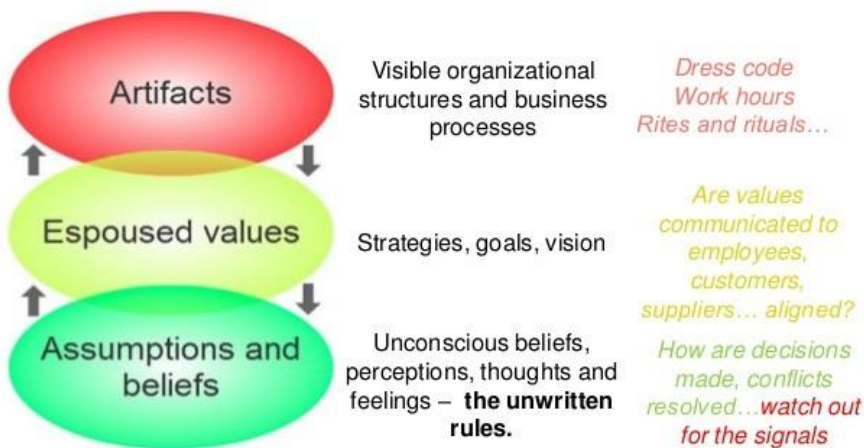 Artifacts
Visible organizational
structures and business
processes
Dress code
Work hours
Rites and rituals…
Espoused values
Strategies, goals, vision
Are values
communicated to
employees,
customers,
suppliers… aligned?
Assumptions and
beliefs
Unconscious beliefs,
perceptions, thoughts and
feelings – the unwritten
rules.
How are decisions
made, conflicts
resolved…watch out
for the signals